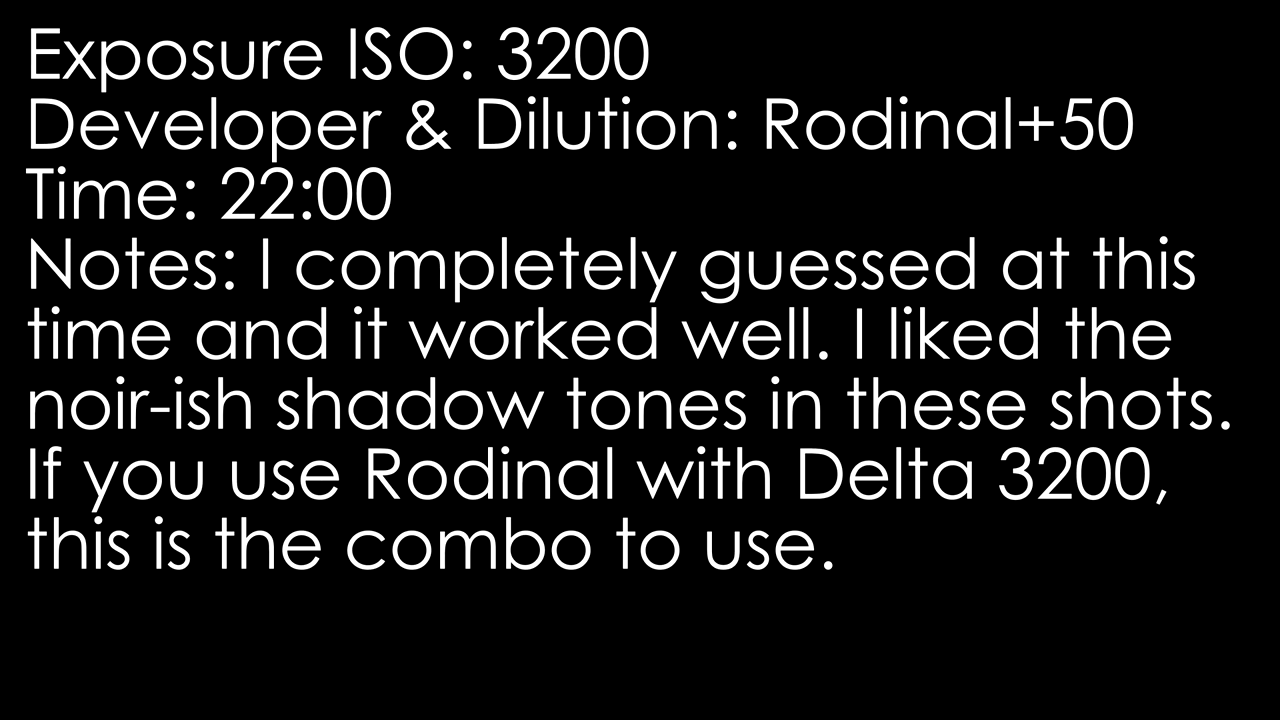 Exposure ISO: 3200
Developer & Dilution: Rodinal+50
Time: 22:00
Notes: I completely guessed at this
time and it worked well. I liked the
noir-ish shadow tones in these shots.
If you use Rodinal with Delta 3200,
this is the combo to use.